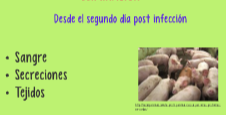 Desde el segundo día post infección
• Sangre
• Secreciones
• Tejidos